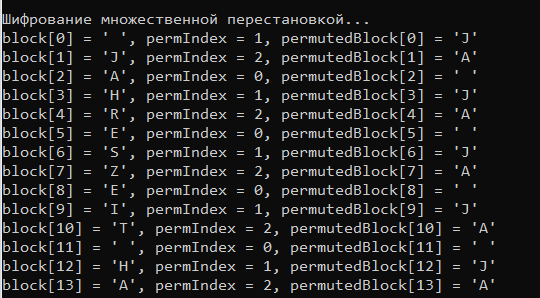 Шифрование множественной перестановкой...
block[0] = ' ', permIndex = 1, permutedBlock[0] = 'J'
block[1] = 'J', permIndex = 2, permutedBlock[1] = 'A'
block[2] = 'A', permIndex = 0, permutedBlock[2] = ' '
block[3] = 'H', permIndex = 1, permutedBlock[3] = 'J'
block[4] = 'R', permIndex = 2, permutedBlock[4] = 'A'
block[5] = 'E', permIndex = 0, permutedBlock[5] = ' '
block[6] = 'S', permIndex = 1, permutedBlock[6] = 'J'
block[7] = 'Z', permIndex = 2, permutedBlock[7] = 'A'
block[8] = 'E', permIndex = 0, permutedBlock[8] = ' '
block[9] = 'I', permIndex = 1, permutedBlock[9] = 'J'
block[10] = 'T', permIndex = 2, permutedBlock[10] = 'A'
block[11] = ' ', permIndex = 0, permutedBlock[11] = ' '
block[12] = 'H', permIndex = 1, permutedBlock[12] = 'J'
block[13] = 'A', permIndex = 2, permutedBlock[13] = 'A'